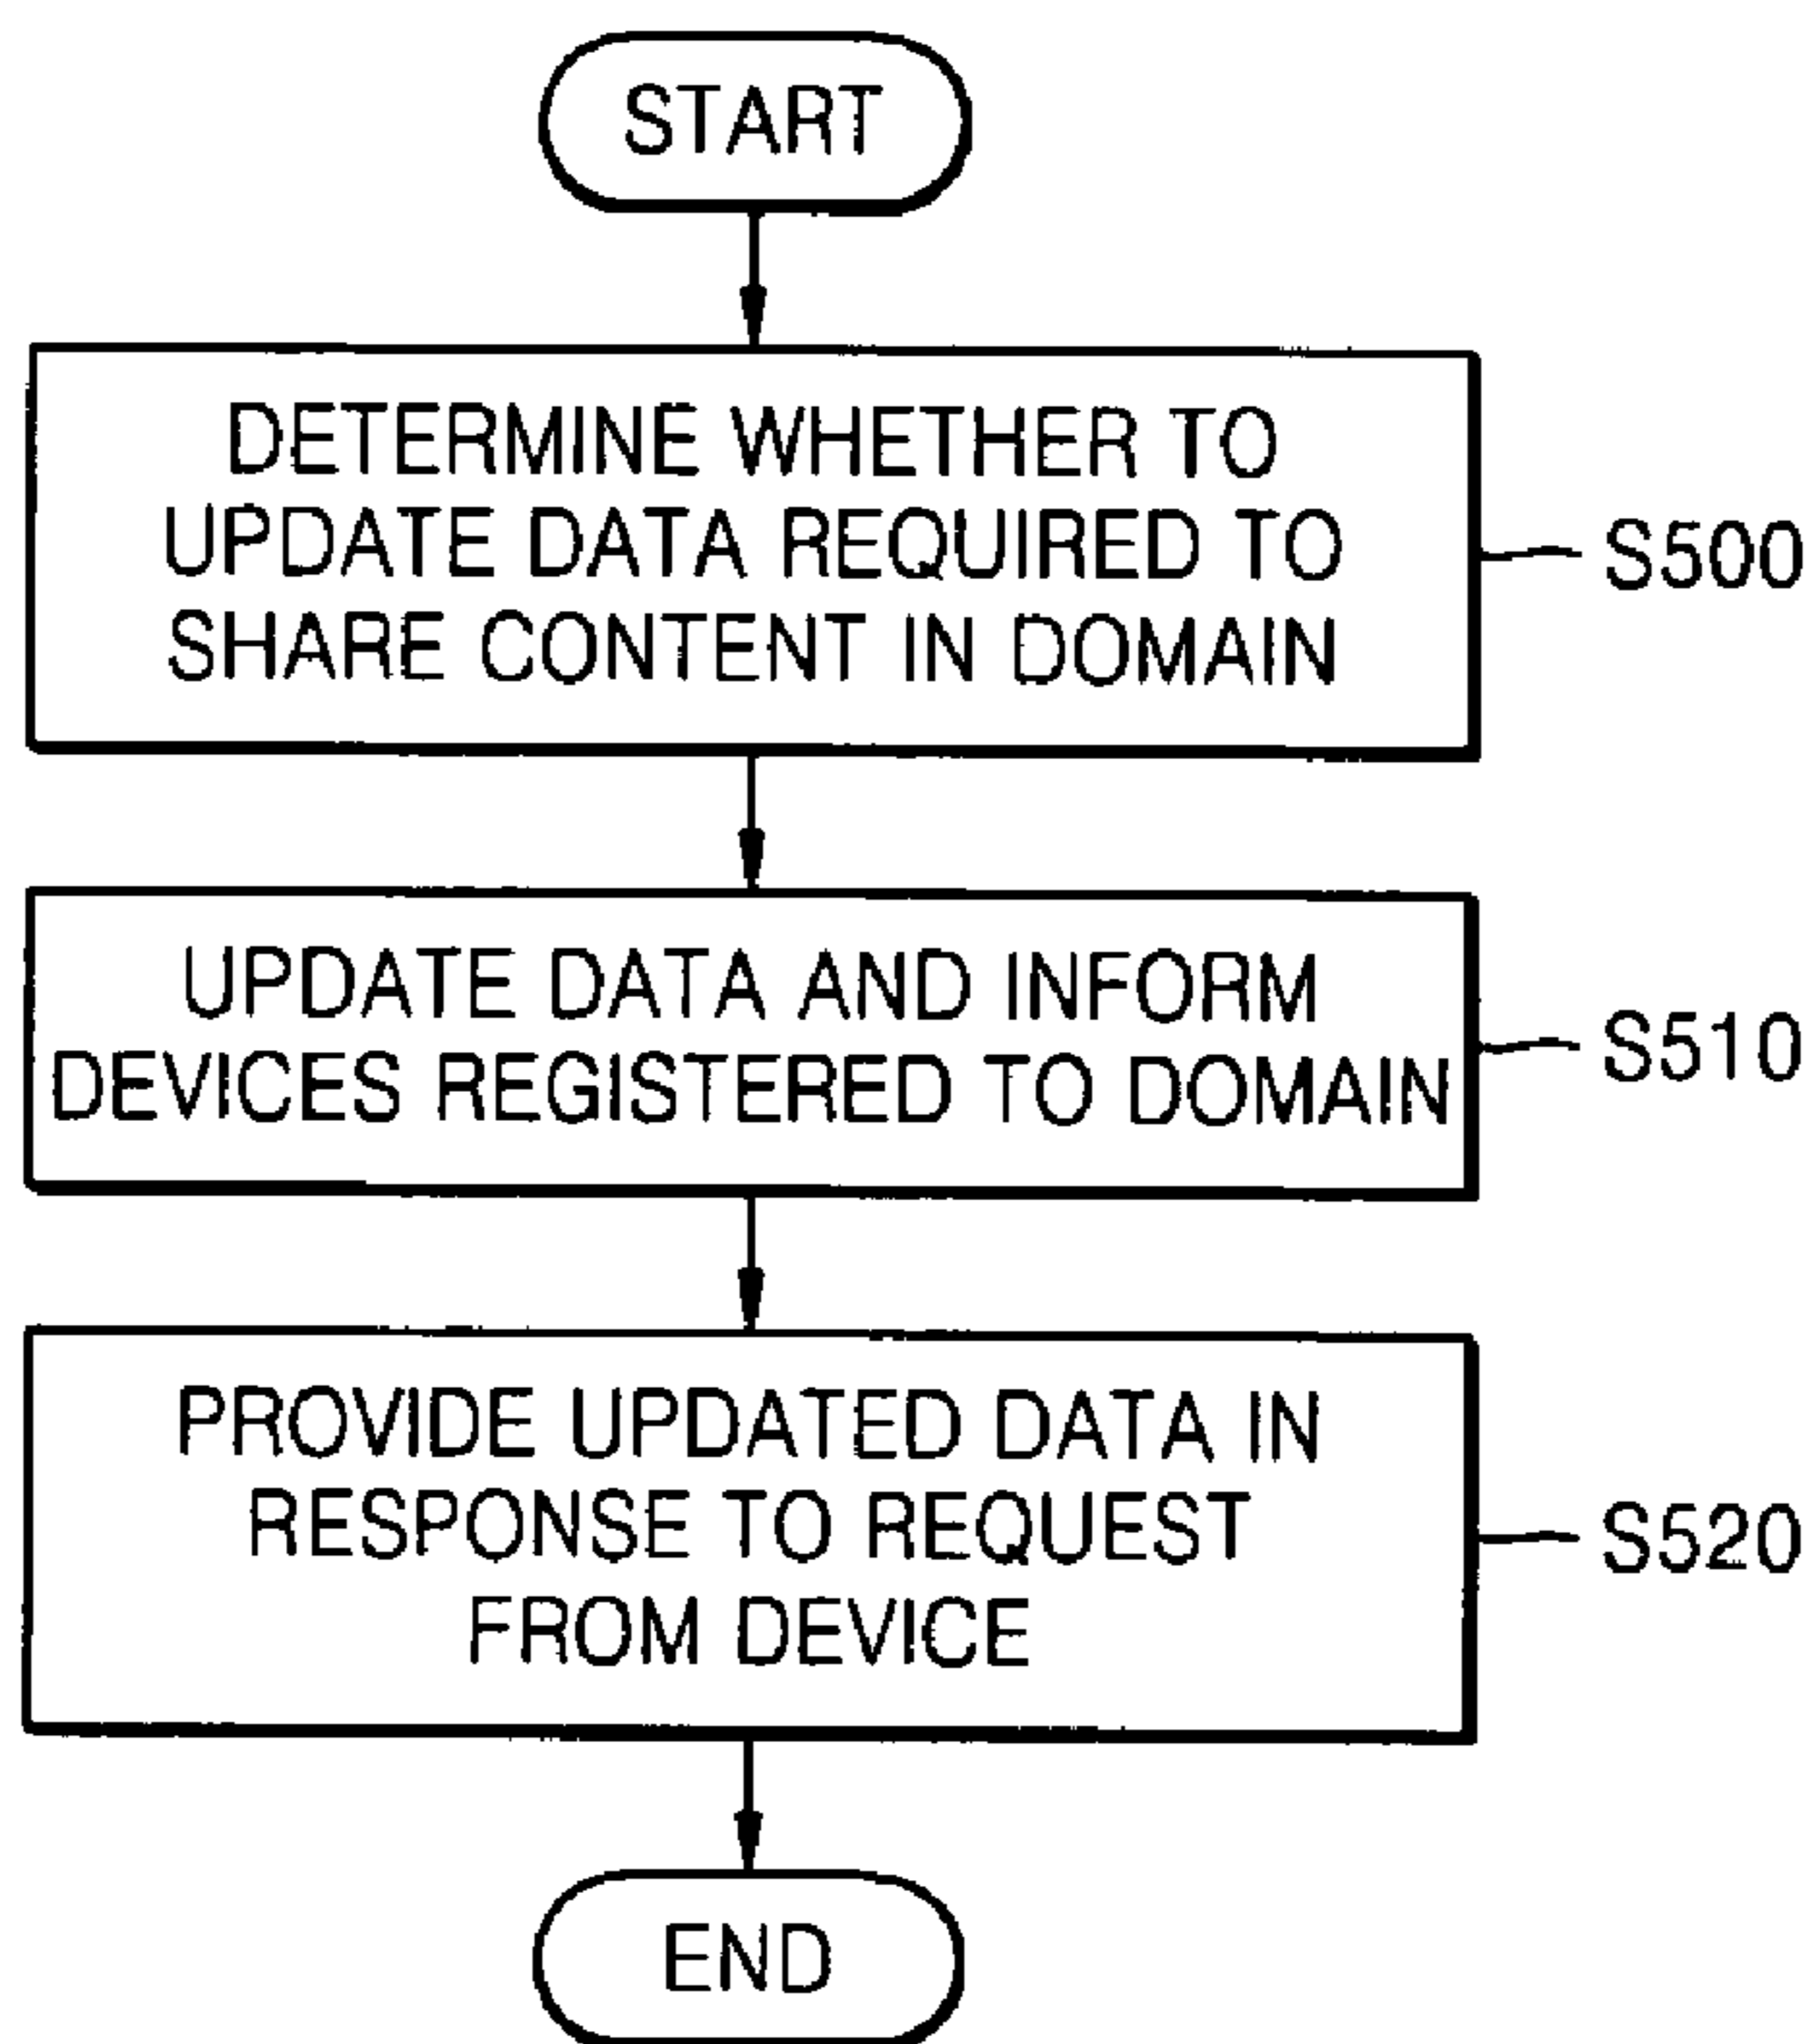 START
DETERMINE WHETHER TO
UPDATE DATA REQUIRED TO
SHARE CONTENT IN DOMAIN
S500
UPDATE DATA AND INFORM
DEVICES REGISTERED TO DOMAIN
S510
PROVIDE UPDATED DATA IN
RESPONSE TO REQUEST
FROM DEVICE
S520
END